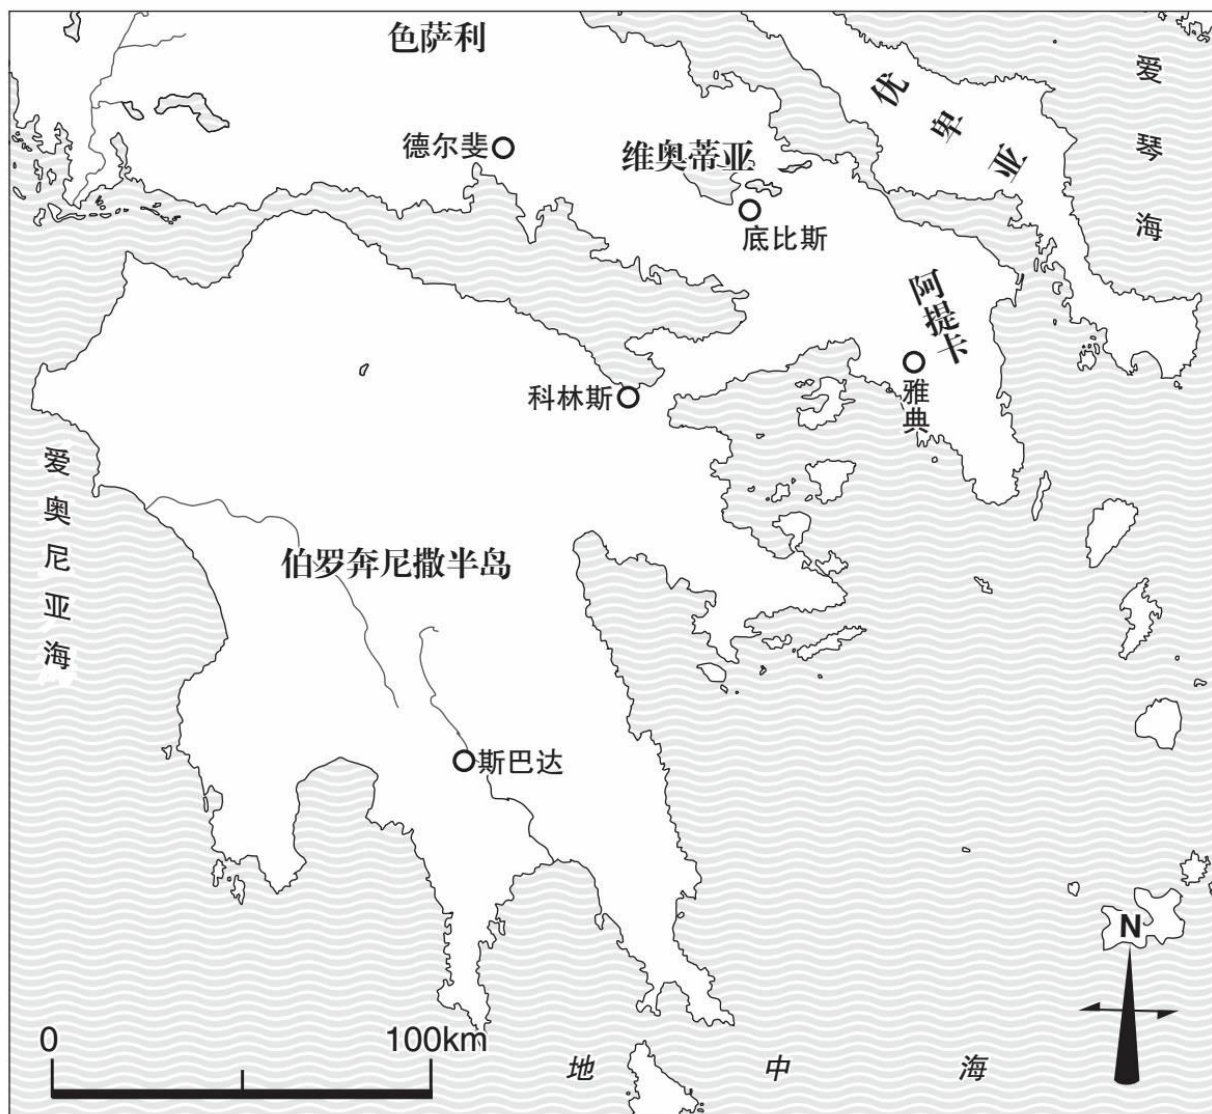 色萨利
爱琴海
优卑亚
德尔斐
维奥蒂亚
底比斯
阿提卡
雅典
科林斯
爱奥尼亚海
伯罗奔尼撒半岛
斯巴达
N
0
100km
地中海